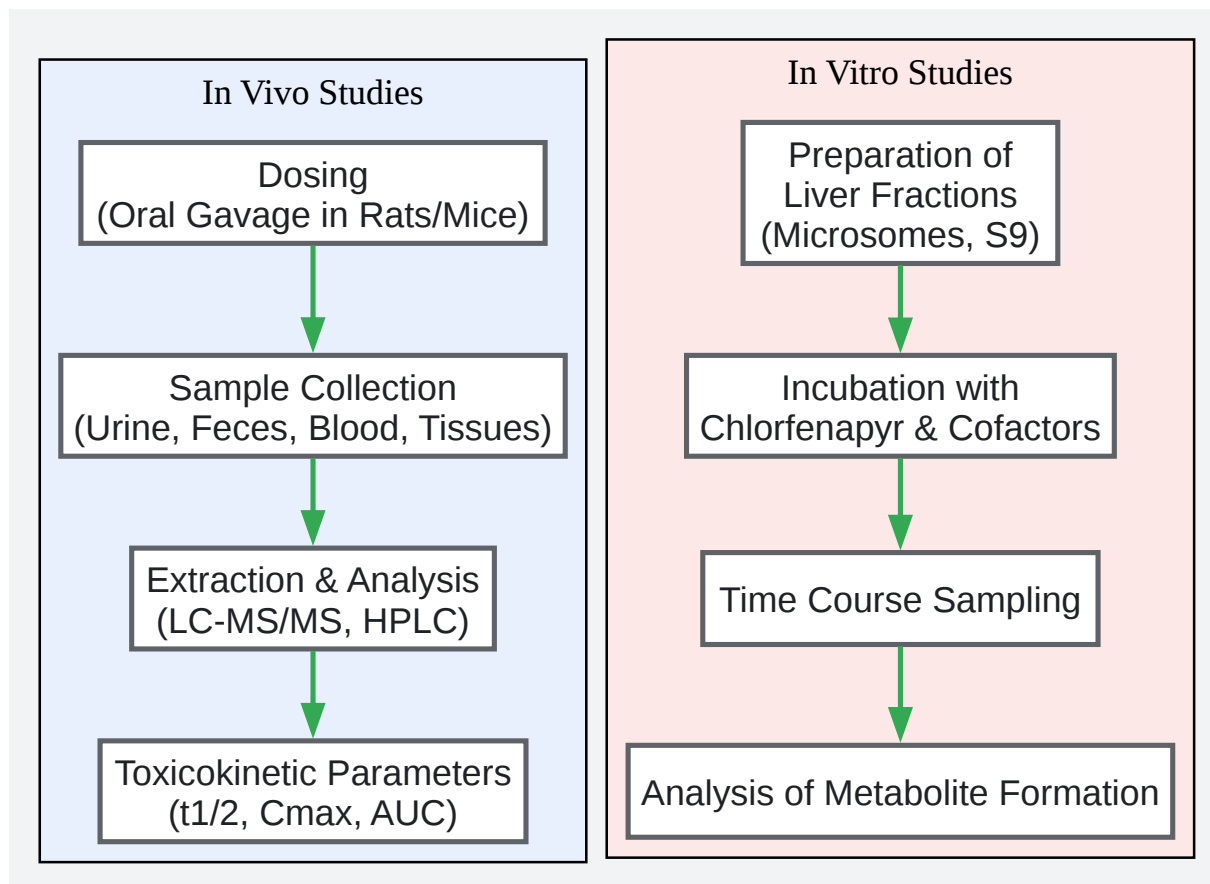 In Vivo Studies
Dosing
(Oral Gavage in Rats/Mice)
Sample Collection
(Urine, Feces, Blood, Tissues)
Extraction & Analysis
(LC-MS/MS, HPLC)
Toxicokinetic Parameters
(t1/2, Cmax, AUC)
In Vitro Studies
Preparation of
Liver Fractions
(Microsomes, S9)
Incubation with
Chlorfenapyr & Cofactors
Time Course Sampling
Analysis of Metabolite Formation